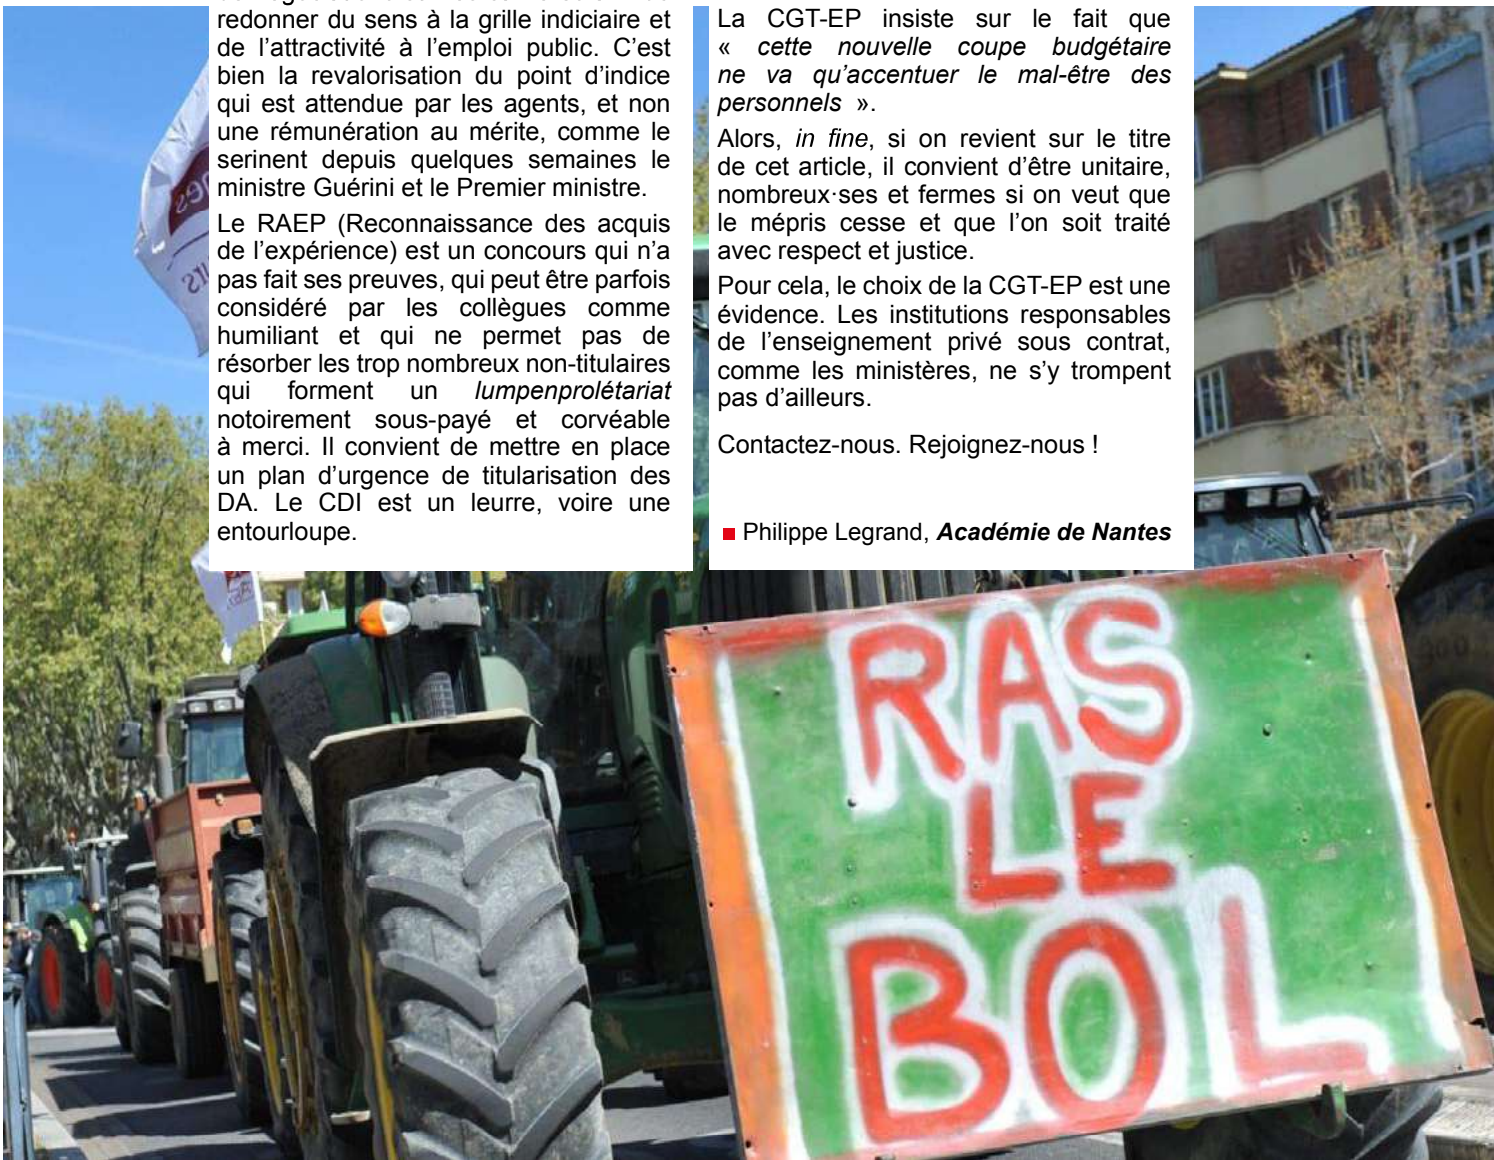 redonner du sens à la grille indiciaire et
de l’attractivité à l’emploi public. C’est
bien la revalorisation du point d’indice
qui est attendue par les agents, et non
une rémunération au mérite, comme le
serinent depuis quelques semaines le
ministre Guérini et le Premier ministre.
Le RAEP (Reconnaissance des acquis
de l’expérience) est un concours qui n’a
pas fait ses preuves, qui peut être parfois
considéré par les collègues comme
humiliant et qui ne permet pas de
résorber les trop nombreux non-titulaires
qui forment un lumpenprolétariat
notoirement sous-payé et corvéable
à merci. Il convient de mettre en place
un plan d’urgence de titularisation des
DA. Le CDI est un leurre, voire une
entourloupe.
La CGT-EP insiste sur le fait que
« cette nouvelle coupe budgétaire
ne va qu’accentuer le mal-être des
personnels ».
Alors, in fine, si on revient sur le titre
de cet article, il convient d’être unitaire,
nombreux·ses et fermes si on veut que
le mépris cesse et que l’on soit traité
avec respect et justice.
Pour cela, le choix de la CGT-EP est une
évidence. Les institutions responsables
de l’enseignement privé sous contrat,
comme les ministères, ne s'y trompent
pas d’ailleurs.
Contactez-nous. Rejoignez-nous !
Philippe Legrand, Académie de Nantes
RAS
LE
BOL